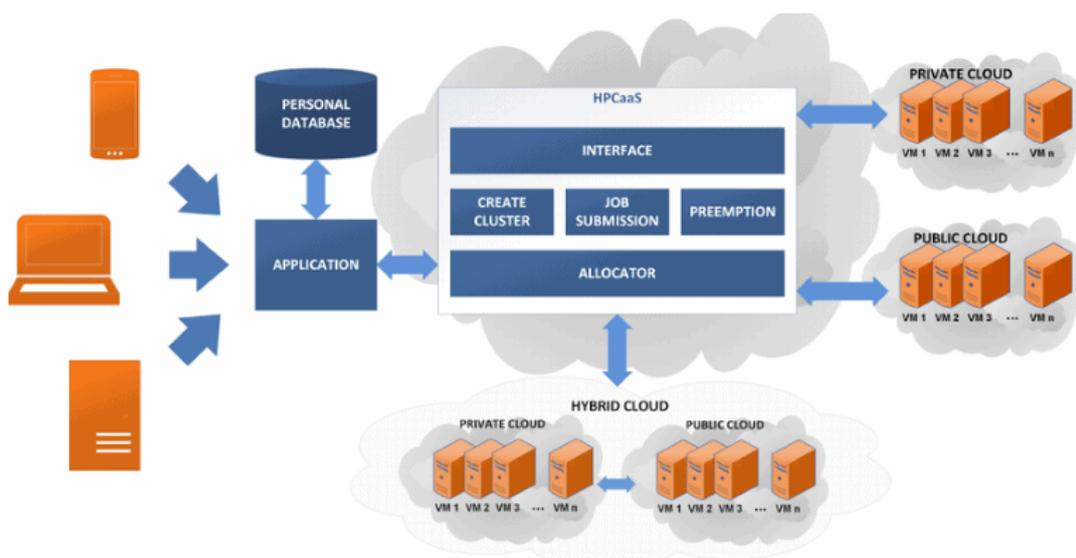 PERSONAL
DATABASE
APPLICATION
HPCaaS
INTERFACE
CREATE
CLUSTER
JOB
SUBMISSION
PREEMPTION
ALLOCATOR
PRIVATE CLOUD
VM 1 VM 2 VM 3 ... VM n
PUBLIC CLOUD
VM 1 VM 2 VM 3 ... VM n
HYBRID CLOUD
PRIVATE CLOUD
VM 1 VM 2 VM 3 ... VM n
PUBLIC CLOUD
VM 1 VM 2 VM 3 ... VM n